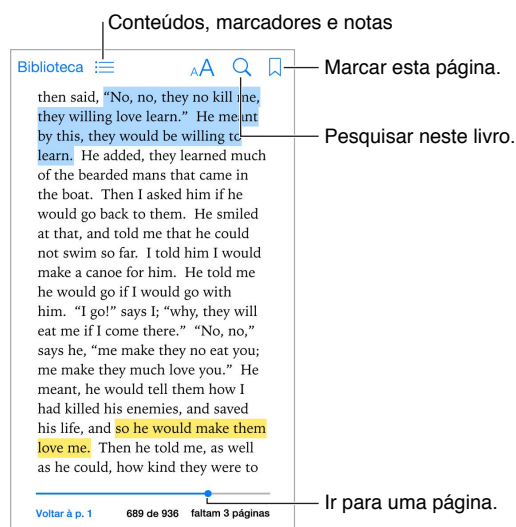 Conteúdos, marcadores e notas
Biblioteca AA
Marcar esta página.
then said, “No, no, they no kill me,
they willing love learn.” He meant
by this, they would be willing to
Pesquisar neste livro.
learn. He added, they learned much
of the bearded mans that came in
the boat. Then I asked him if he
would go back to them. He smiled
at that, and told me that he could
not swim so far. I told him I would
make a canoe for him. He told me
he would go if I would go with
him. “I go!” says I; “why, they will
eat me if I come there.” “No, no,”
says he, “me make they no eat you;
me make they much love you.” He
meant, he would tell them how I
had killed his enemies, and saved
his life, and so he would make them
love me. Then he told me, as well
as he could, how kind they were to
Ir para uma página.
Voltar à p. 1 689 de 936 faltam 3 páginas